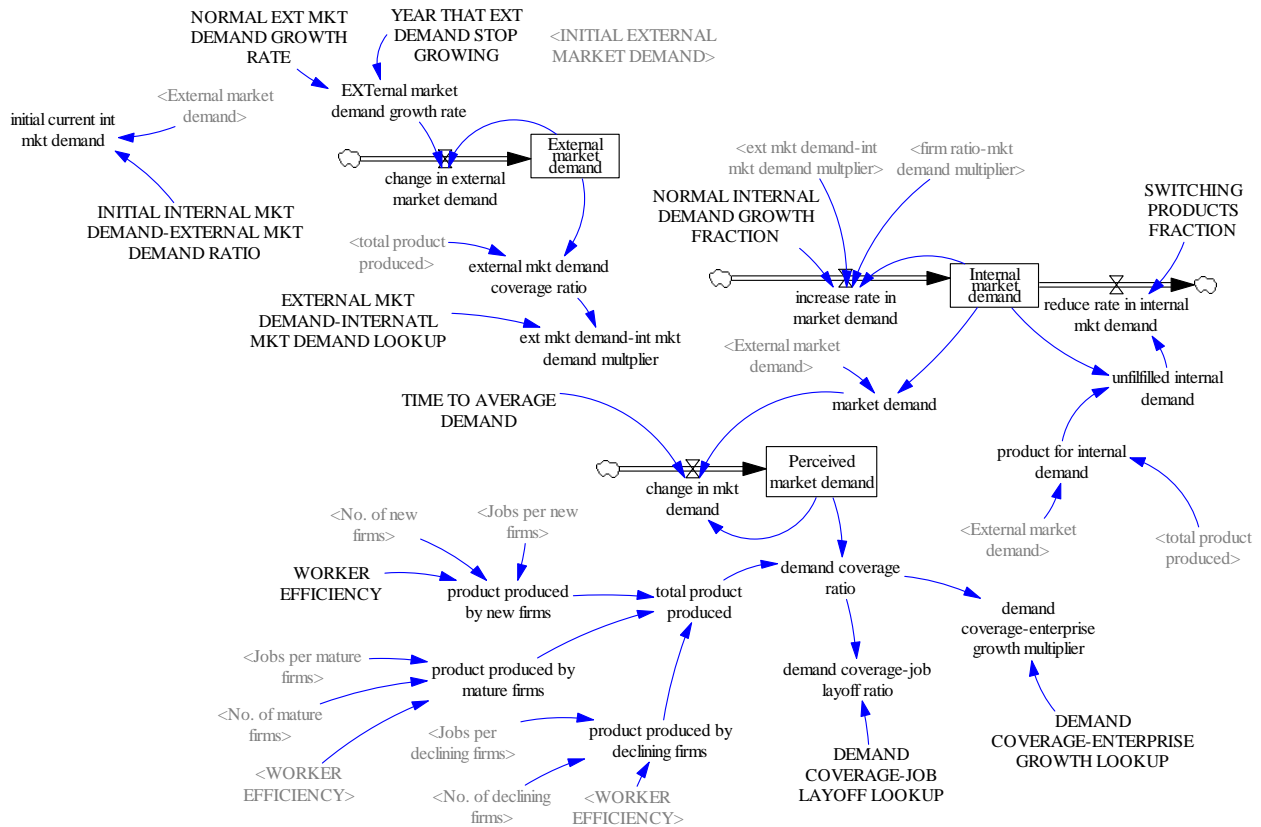 NORMAL EXT MKT
DEMAND GROWTH
RATE
YEAR THAT EXT
DEMAND STOP
GROWING
<INITIAL EXTERNAL
MARKET DEMAND>
EXTernal market
demand growth rate
<External market
demand>
initial current int
mkt demand
INITIAL INTERNAL MKT
DEMAND-EXTERNAL MKT
DEMAND RATIO
External
market
demand
change in external
market demand
<total product
produced>
external mkt demand
coverage ratio
EXTERNAL MKT
DEMAND-INTERNATL
MKT DEMAND LOOKUP
ext mkt demand-int mkt
demand multplier
<ext mkt demand-int
mkt demand multplier>
<firm ratio-mkt
demand multiplier>
NORMAL INTERNAL
DEMAND GROWTH
FRACTION
SWITCHING
PRODUCTS
FRACTION
Internal
market
demand
increase rate in
market demand
reduce rate in internal
mkt demand
<External market
demand>
market demand
unfilfilled internal
demand
TIME TO AVERAGE
DEMAND
Perceived
market demand
change in mkt
demand
product for internal
demand
<External market
demand>
<total product
produced>
<No. of new
firms>
<Jobs per new
firms>
WORKER
EFFICIENCY
product produced
by new firms
total product
produced
demand coverage
ratio
demand
coverage-enterprise
growth multiplier
<Jobs per mature
firms>
product produced by
mature firms
<No. of mature
firms>
<WORKER
EFFICIENCY>
<Jobs per
declining firms>
product produced by
declining firms
<No. of declining
firms>
<WORKER
EFFICIENCY>
demand coverage-job
layoff ratio
DEMAND
COVERAGE-JOB
LAYOFF LOOKUP
DEMAND
COVERAGE-ENTERPRISE
GROWTH LOOKUP